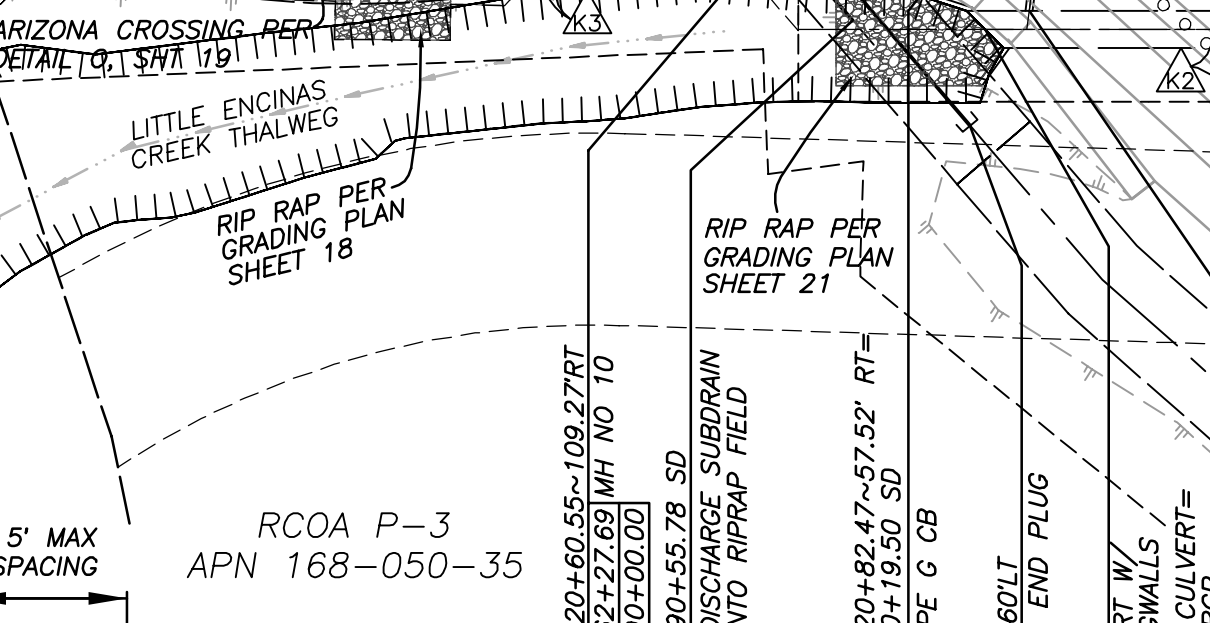 ARIZONA CROSSING PER
DETAIL Q, SHT 19
K3
K2
LITTLE ENCINAS
CREEK THALWEG
RIP RAP PER
GRADING PLAN
SHEET 18
RIP RAP PER
GRADING PLAN
SHEET 21
RCOA P-3
APN 168-050-35
5' MAX
SPACING
20+60.55~109.27'RT
62+27.69 MH NO 10
00+00.00
90+55.78 SD
DISCHARGE SUBDRAIN
NTO RIPRAP FIELD
20+82.47~57.52' RT=
0+19.50 SD
PE G CB
60'LT
END PLUG
RT W/
GWALLS
CULVERT=